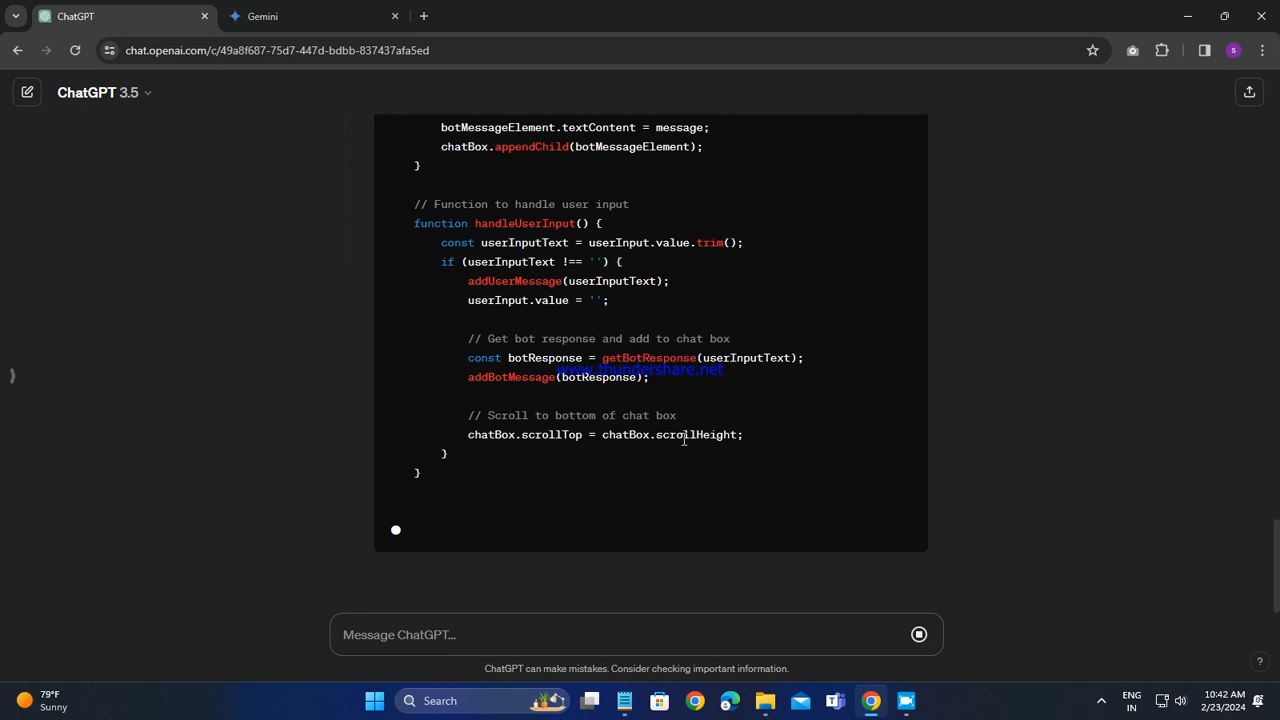 ChatGPT
Gemini
chat.openai.com/c/49a8f687-75d7-447d-bdbb-837437afa5ed
S
ChatGPT 3.5
botMessageElement.textContent = message;
chatBox.appendChild(botMessageElement);
}
// Function to handle user input
function handleUserInput() {
const userInputText = userInput.value.trim();
if (userInputText !== '') {
addUserMessage(userInputText);
userInput.value = '';
// Get bot response and add to chat box
const botResponse = getBotResponse(userInputText);
www.thundershare.net
addBotMessage(botResponse);
// Scroll to bottom of chat box
chatBox.scrollTop = chatBox.scrollHeight;
}
}
Message ChatGPT...
ChatGPT can make mistakes. Consider checking important information.
?
79°F
Sunny
Search
ENG
IN
10:42 AM
2/23/2024